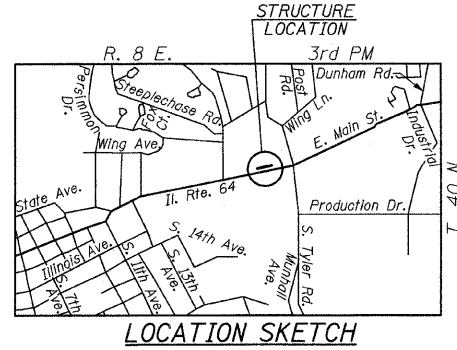 STRUCTURE
LOCATION
R. 8 E.
3rd PM
Persimmon
Dr.
Steeplechase Rd.
Fox
Ct.
Post
Rd.
Dunham Rd.
Wing Ln.
Wing Ave.
E. Main St.
Industrial
Dr.
State Ave.
Il. Rte. 64
Production Dr.
T. 40 N.
S. 14th Ave.
Illinois Ave.
S. 7th
Ave.
S. 11th Ave.
S. 13th
Ave.
Munhall
Ave.
S. Tyler Rd.
LOCATION SKETCH